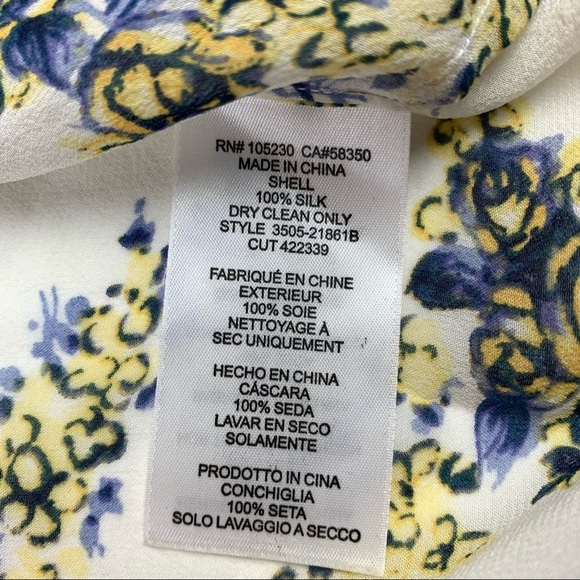 RN# 105230 CA#58350
MADE IN CHINA
SHELL
100% SILK
DRY CLEAN ONLY
STYLE 3505-21861B
CUT 422339
FABRIQUÉ EN CHINE
EXTERIEUR
100% SOIE
NETTOYAGE À
SEC UNIQUEMENT
HECHO EN CHINA
CÁSCARA
100% SEDA
LAVAR EN SECO
SOLAMENTE
PRODOTTO IN CINA
CONCHIGLIA
100% SETA
SOLO LAVAGGIO A SECCO